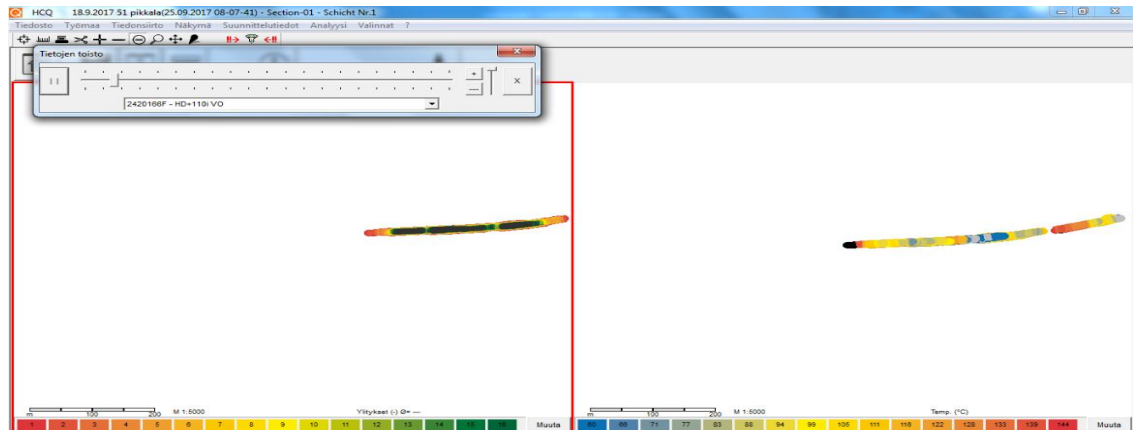 HCQ 18.9.2017 51 pikkala(25.09.2017 08-07-41) - Section-01 - Schicht Nr.1
Tiedosto Työmaa Tiedonsiirto Näkymä Suunnittelutiedot Analyysi Valinnat ?
Tietojen toisto
2420166F - HD+110i VO
m 100 200 M 1:5000 Ylitykset (-) Ø= ---
m 100 200 M 1:5000 Temp. (°C)
1 2 3 4 5 6 7 8 9 10 11 12 13 14 15 16 Muuta
60 66 71 77 83 88 94 99 105 111 116 122 128 133 139 144 Muuta